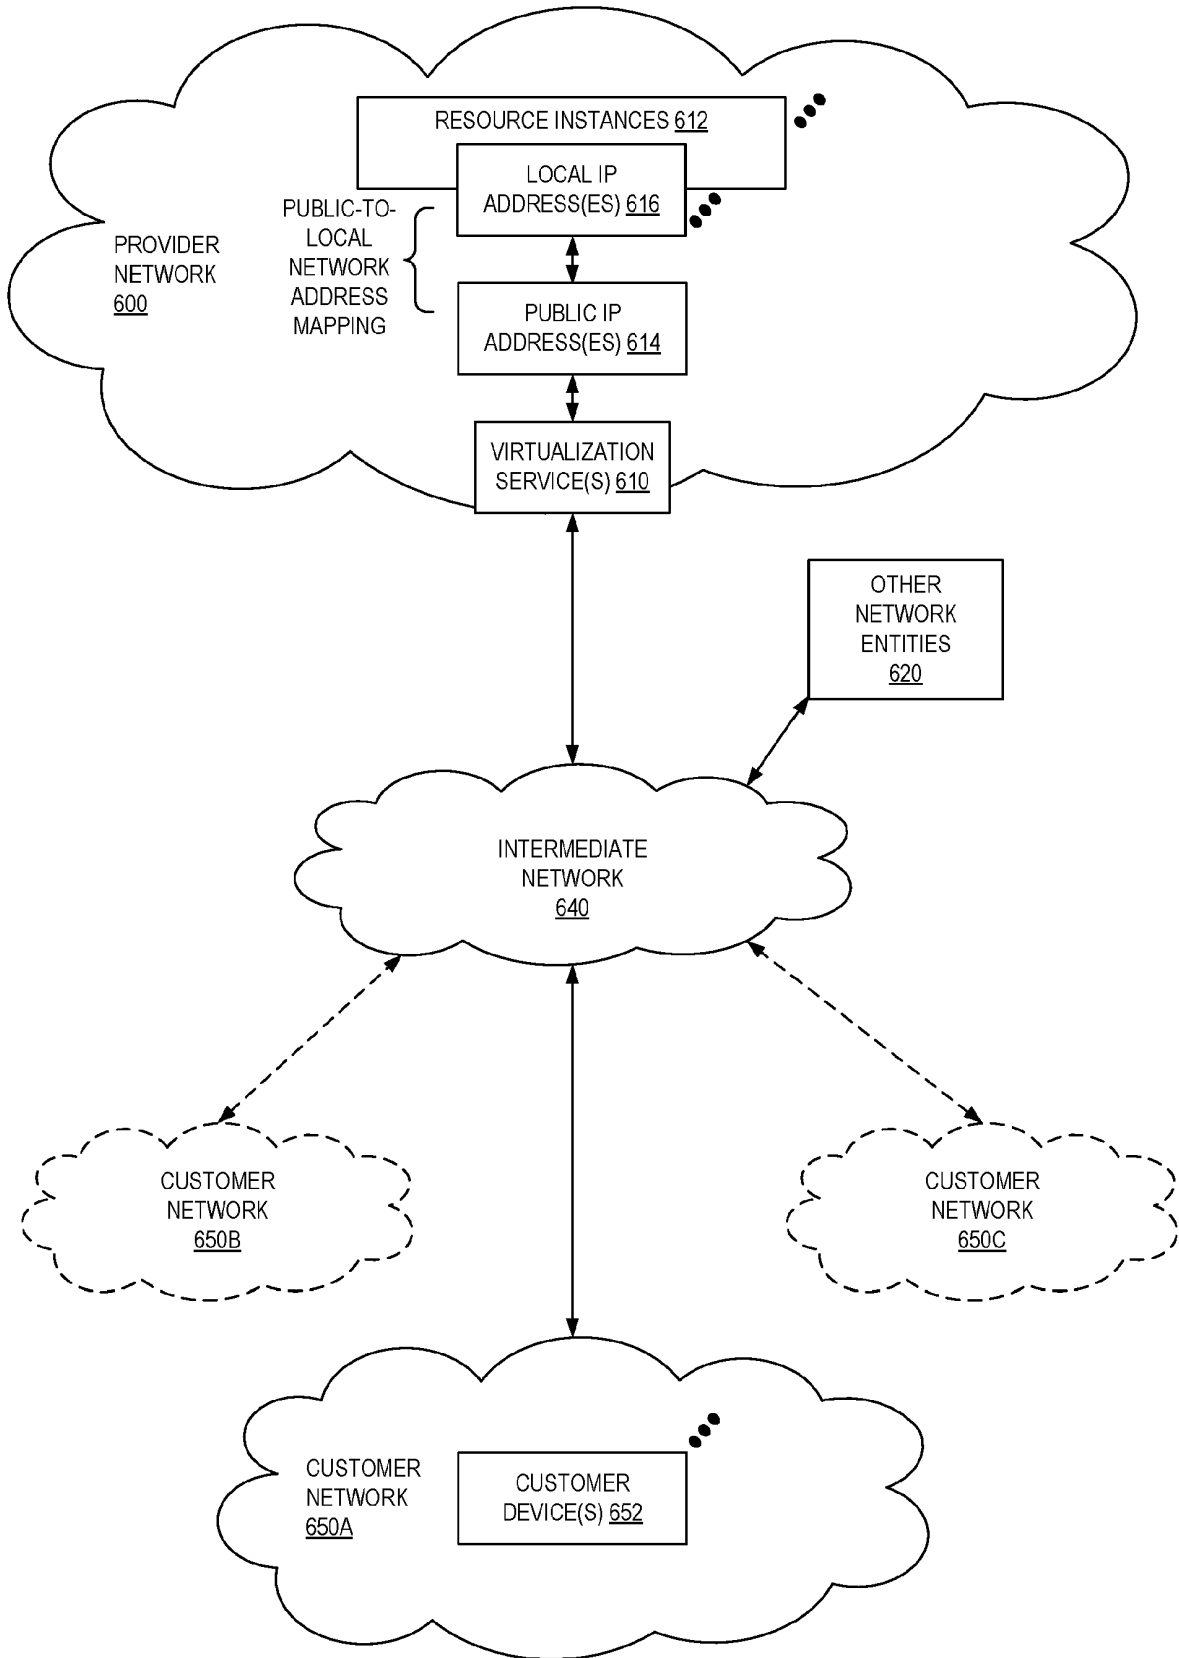 RESOURCE INSTANCES 612
LOCAL IP
ADDRESS(ES) 616
PUBLIC-TO-
LOCAL
NETWORK
ADDRESS
MAPPING
PROVIDER
NETWORK
600
PUBLIC IP
ADDRESS(ES) 614
VIRTUALIZATION
SERVICE(S) 610
OTHER
NETWORK
ENTITIES
620
INTERMEDIATE
NETWORK
640
CUSTOMER
NETWORK
650B
CUSTOMER
NETWORK
650C
CUSTOMER
NETWORK
650A
CUSTOMER
DEVICE(S) 652